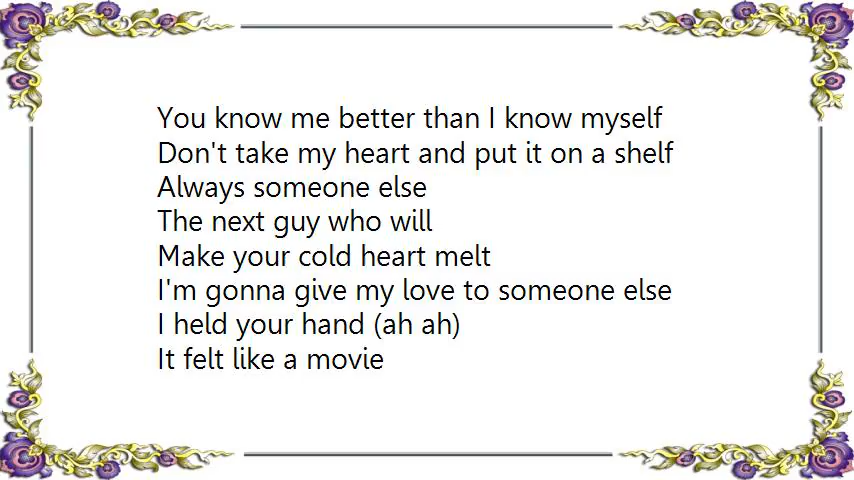 You know me better than I know myself
Don't take my heart and put it on a shelf
Always someone else
The next guy who will
Make your cold heart melt
I'm gonna give my love to someone else
I held your hand (ah ah)
It felt like a movie